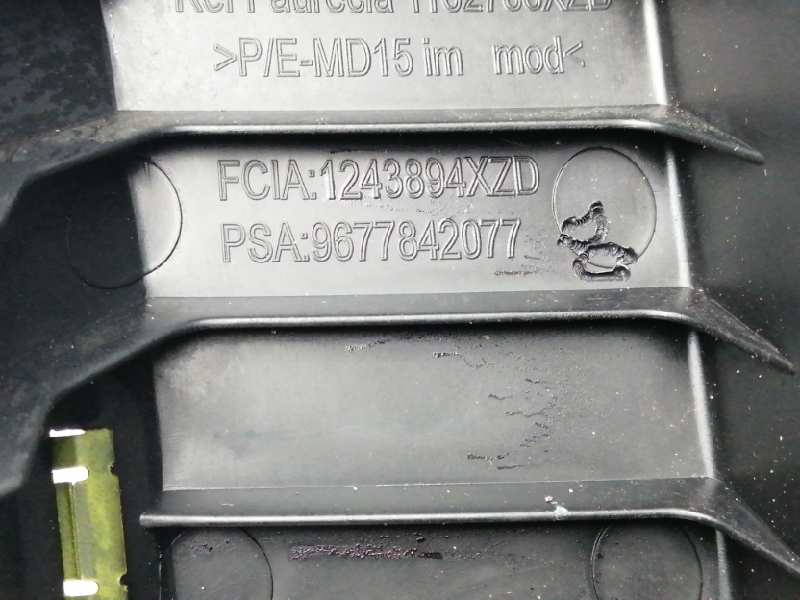 >P/E-MD15 im mod<
FCIA:1243894XZD
PSA:9677842077